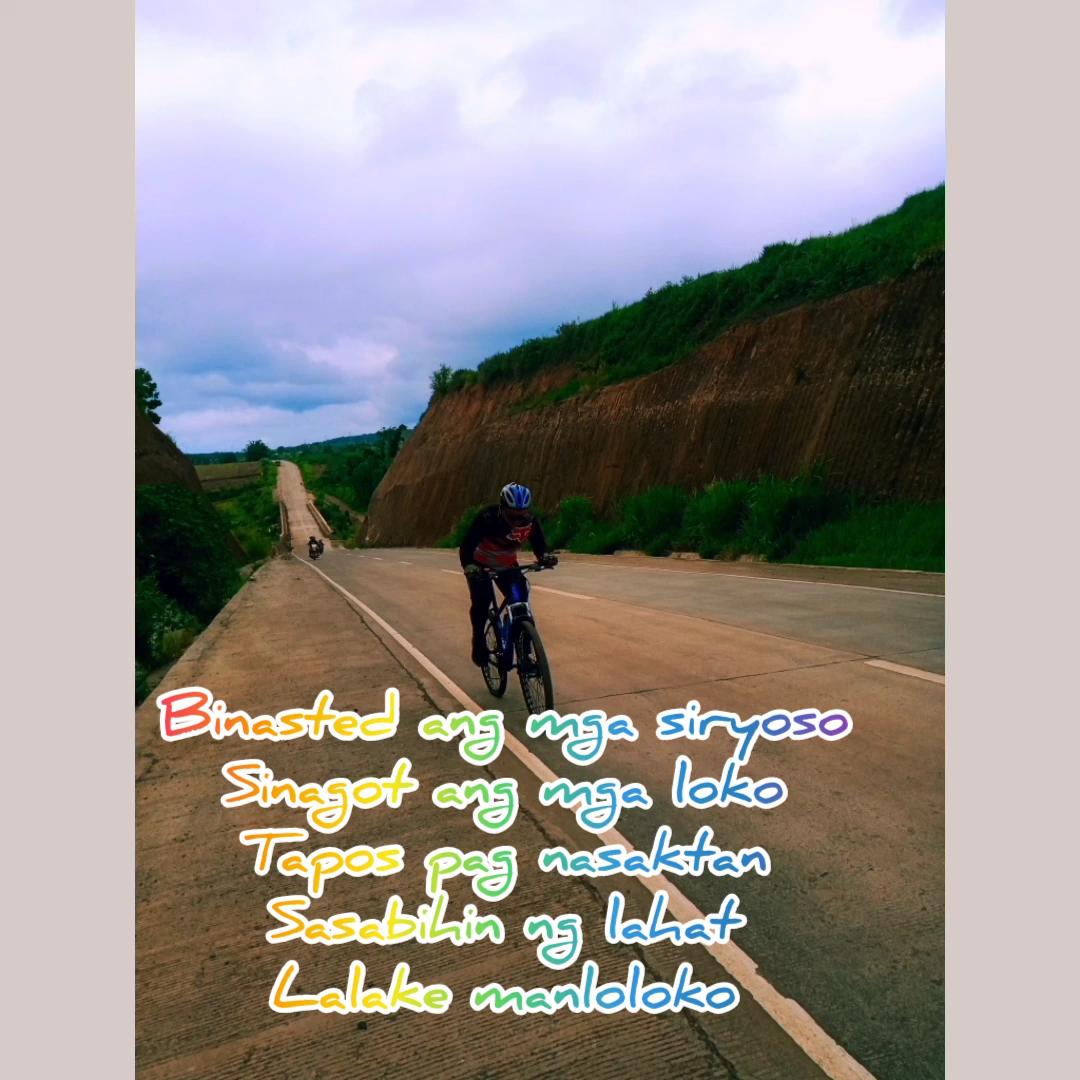 Binasted ang mga siryoso
Sinagot ang mga loko
Tapos pag nasaktan
Sasabihin ng lahat
Lalake manloloko